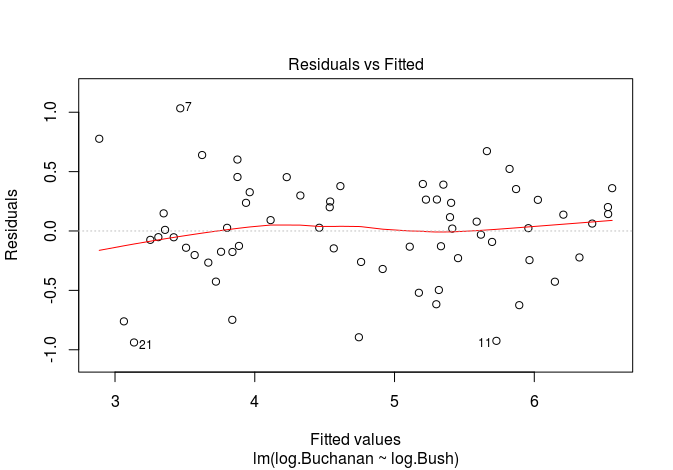 Residuals vs Fitted
Residuals
1.0
0.5
0.0
-0.5
-1.0
7
21
11
3 4 5 6
Fitted values
lm(log.Buchanan ~ log.Bush)